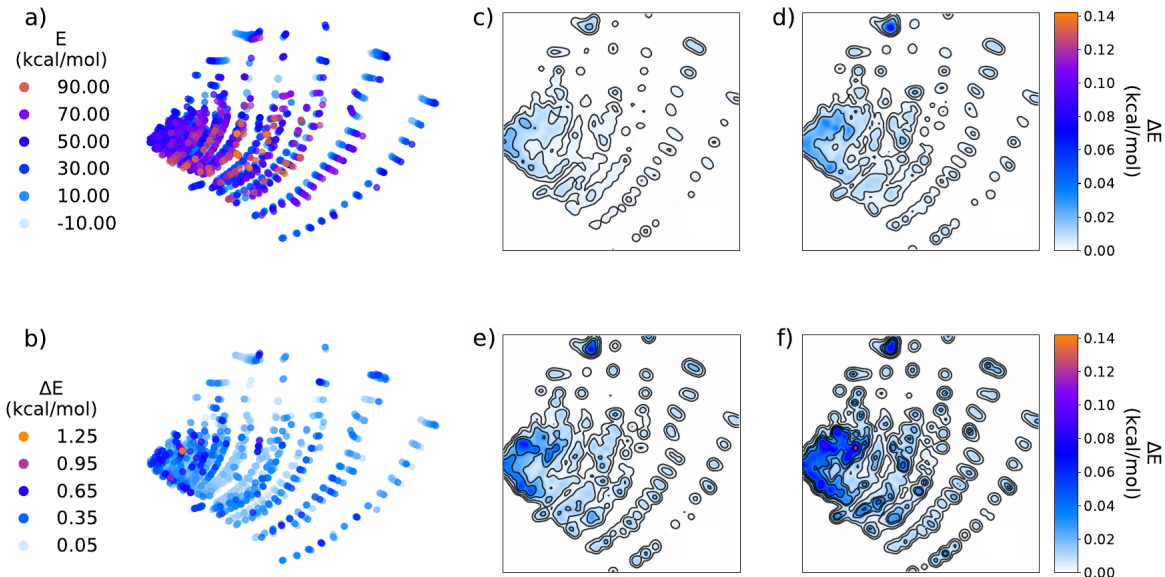 a)
E
(kcal/mol)
90.00
70.00
50.00
30.00
10.00
-10.00
c)
d)
0.14
0.12
0.10
0.08
0.06
0.04
0.02
0.00
ΔE
(kcal/mol)
b)
ΔE
(kcal/mol)
1.25
0.95
0.65
0.35
0.05
e)
f)
0.14
0.12
0.10
0.08
0.06
0.04
0.02
0.00
ΔE
(kcal/mol)